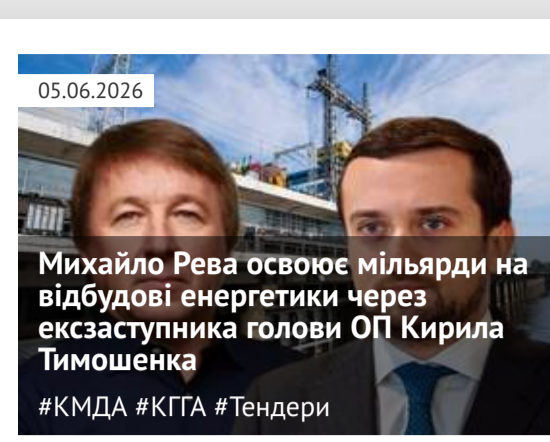 05.06.2026
Михайло Рева освоює мільярди на
відбудові енергетики через
ексзаступника голови ОП Кирила
Тимошенка
#КМДА #КГГА #Тендери